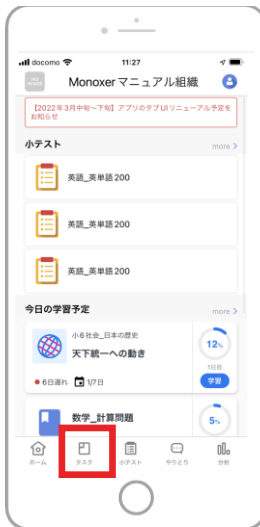 docomo 11:27
NO IMAGE Monoxer マニュアル組織
【2022年3月中旬〜下旬】アプリのタブUIリニューアル予定を
お知らせ
小テスト more >
英語_英単語200
英語_英単語200
英語_英単語200
今日の学習予定 more >
小6社会_日本の歴史
天下統一への動き
12%
1日目
6日遅れ 1/7日 学習
数学_計算問題
5%
ホーム タスク 小テスト やりとり 分析